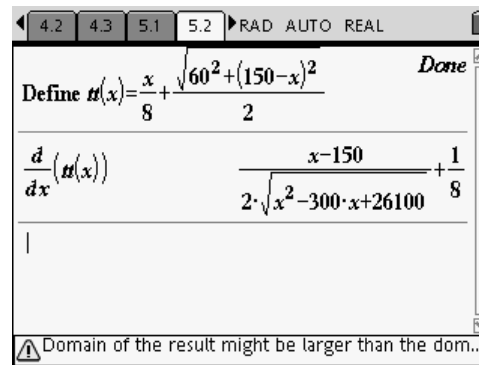 4.2 4.3 5.1 5.2 RAD AUTO REAL
Define tt(x)=x/8+√(60²+(150−x)²)/2 Done
d/dx(tt(x)) (x−150)/(2·√(x²−300·x+26100))+1/8
Domain of the result might be larger than the dom..